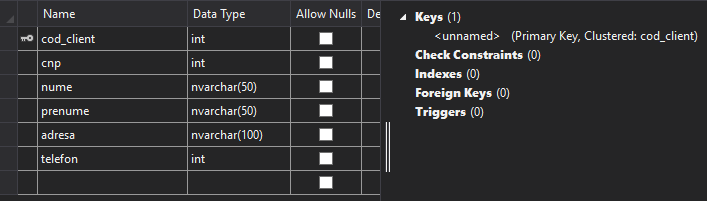 Name Data Type Allow Nulls De
cod_client int
cnp int
nume nvarchar(50)
prenume nvarchar(50)
adresa nvarchar(100)
telefon int
Keys (1)
<unnamed> (Primary Key, Clustered: cod_client)
Check Constraints (0)
Indexes (0)
Foreign Keys (0)
Triggers (0)